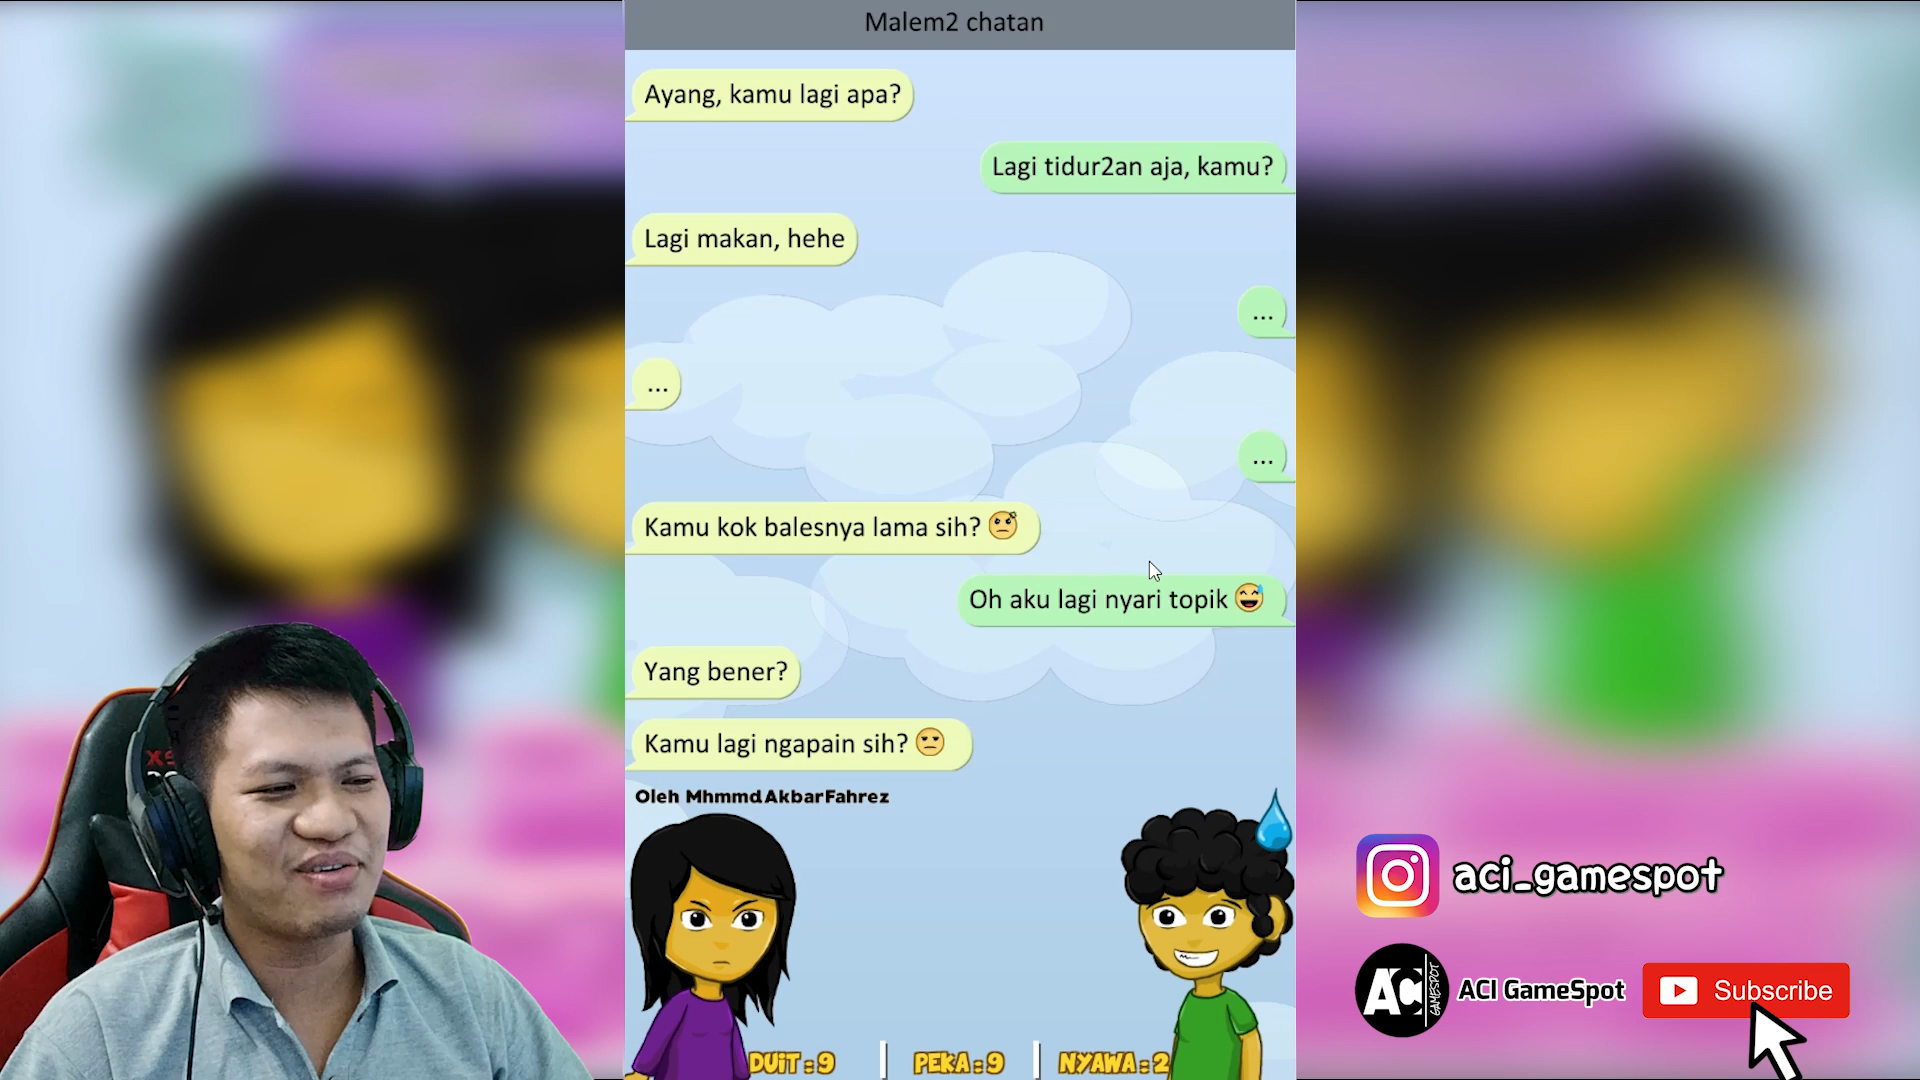 Malem2 chatan
Ayang, kamu lagi apa?
Lagi tidur2an aja, kamu?
Lagi makan, hehe
...
...
...
Kamu kok balesnya lama sih?
Oh aku lagi nyari topik
Yang bener?
Kamu lagi ngapain sih?
Oleh MhmmdAkbarFahrez
DUIT : 9
PEKA : 9
NYAWA : 2
aci_gamespot
AC GAMESPOT
ACI GameSpot
Subscribe